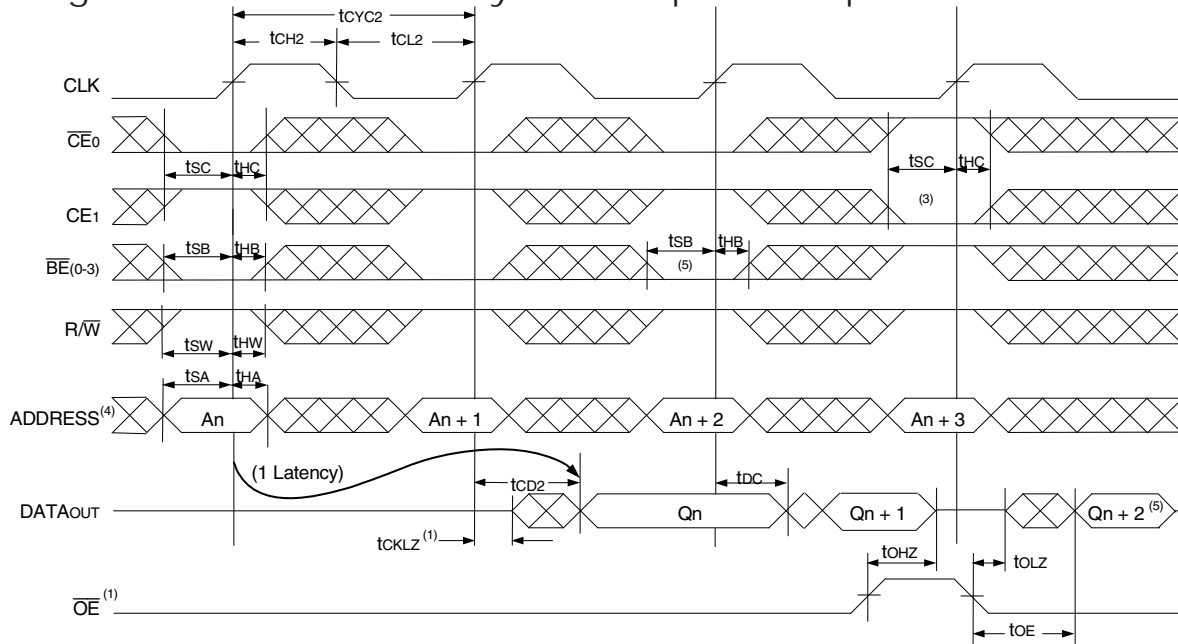 tCYC2
tCH2 tCL2
CLK
CE0
tSC tHC tSC tHC
CE1 (3)
tSB tHB tSB tHB
BE(0-3) (5)
R/W
tSW tHW
tSA tHA
ADDRESS(4) An An + 1 An + 2 An + 3
(1 Latency) tCD2 tDC
DATAOUT Qn Qn + 1 Qn + 2 (5)
tCKLZ (1)
tOHZ tOLZ
OE (1)
tOE